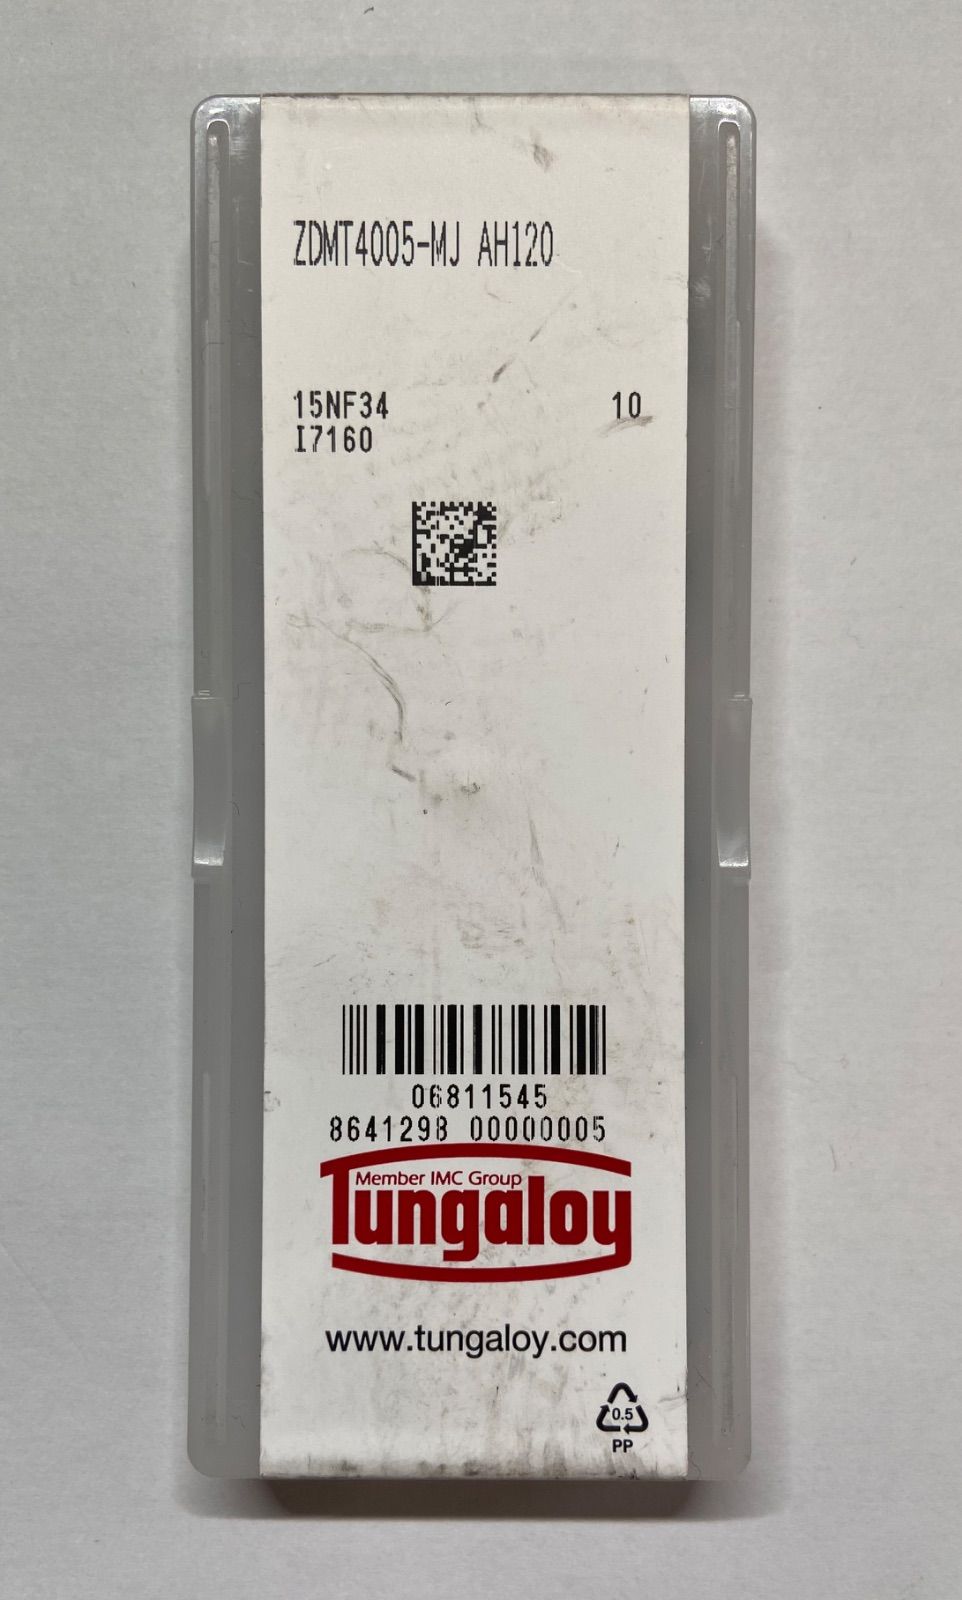 ZDMT4005-MJ AH120
15NF34 10
I7160
06811545
8641298 00000005
Member IMC Group
Tungaloy
www.tungaloy.com
0.5
PP